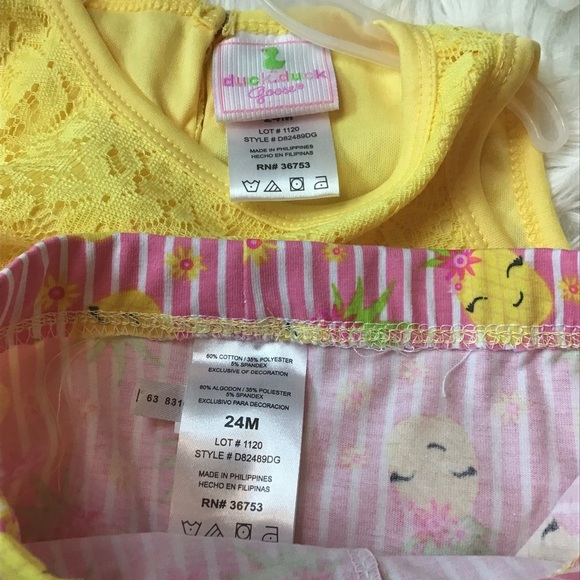 duck duck
goose
24M
LOT # 1120
STYLE # D82489DG
MADE IN PHILIPPINES
HECHO EN FILIPINAS
RN# 36753
60% COTTON / 35% POLYESTER
5% SPANDEX
EXCLUSIVE OF DECORATION
60% ALGODON / 35% POLIESTER
5% SPANDEX
EXCLUSIVO PARA DECORACION
24M
LOT # 1120
STYLE # D82489DG
MADE IN PHILIPPINES
HECHO EN FILIPINAS
RN# 36753
63 831